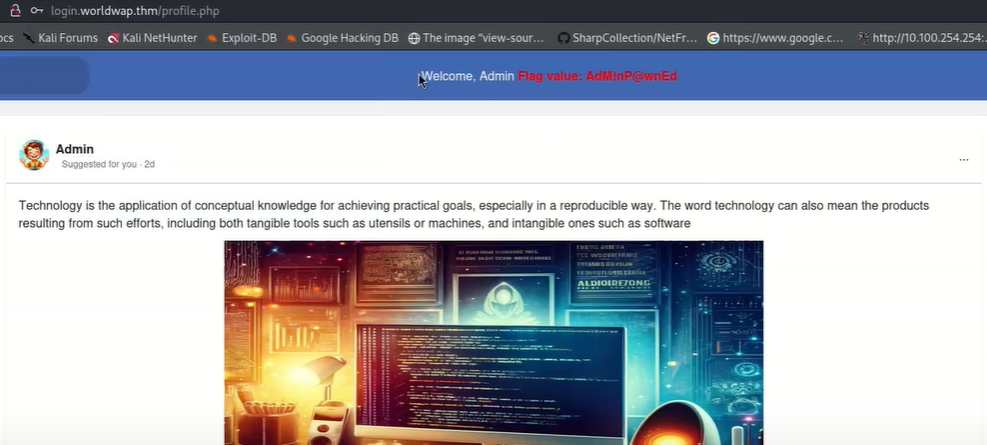 login.worldwap.thm/profile.php
ocs Kali Forums Kali NetHunter Exploit-DB Google Hacking DB The image "view-sour... SharpCollection/NetFr... https://www.google.c... http://10.100.254.254:...
Welcome, Admin Flag value: AdM!nP@wnEd
Admin
Suggested for you · 2d
...
Technology is the application of conceptual knowledge for achieving practical goals, especially in a reproducible way. The word technology can also mean the products
resulting from such efforts, including both tangible tools such as utensils or machines, and intangible ones such as software